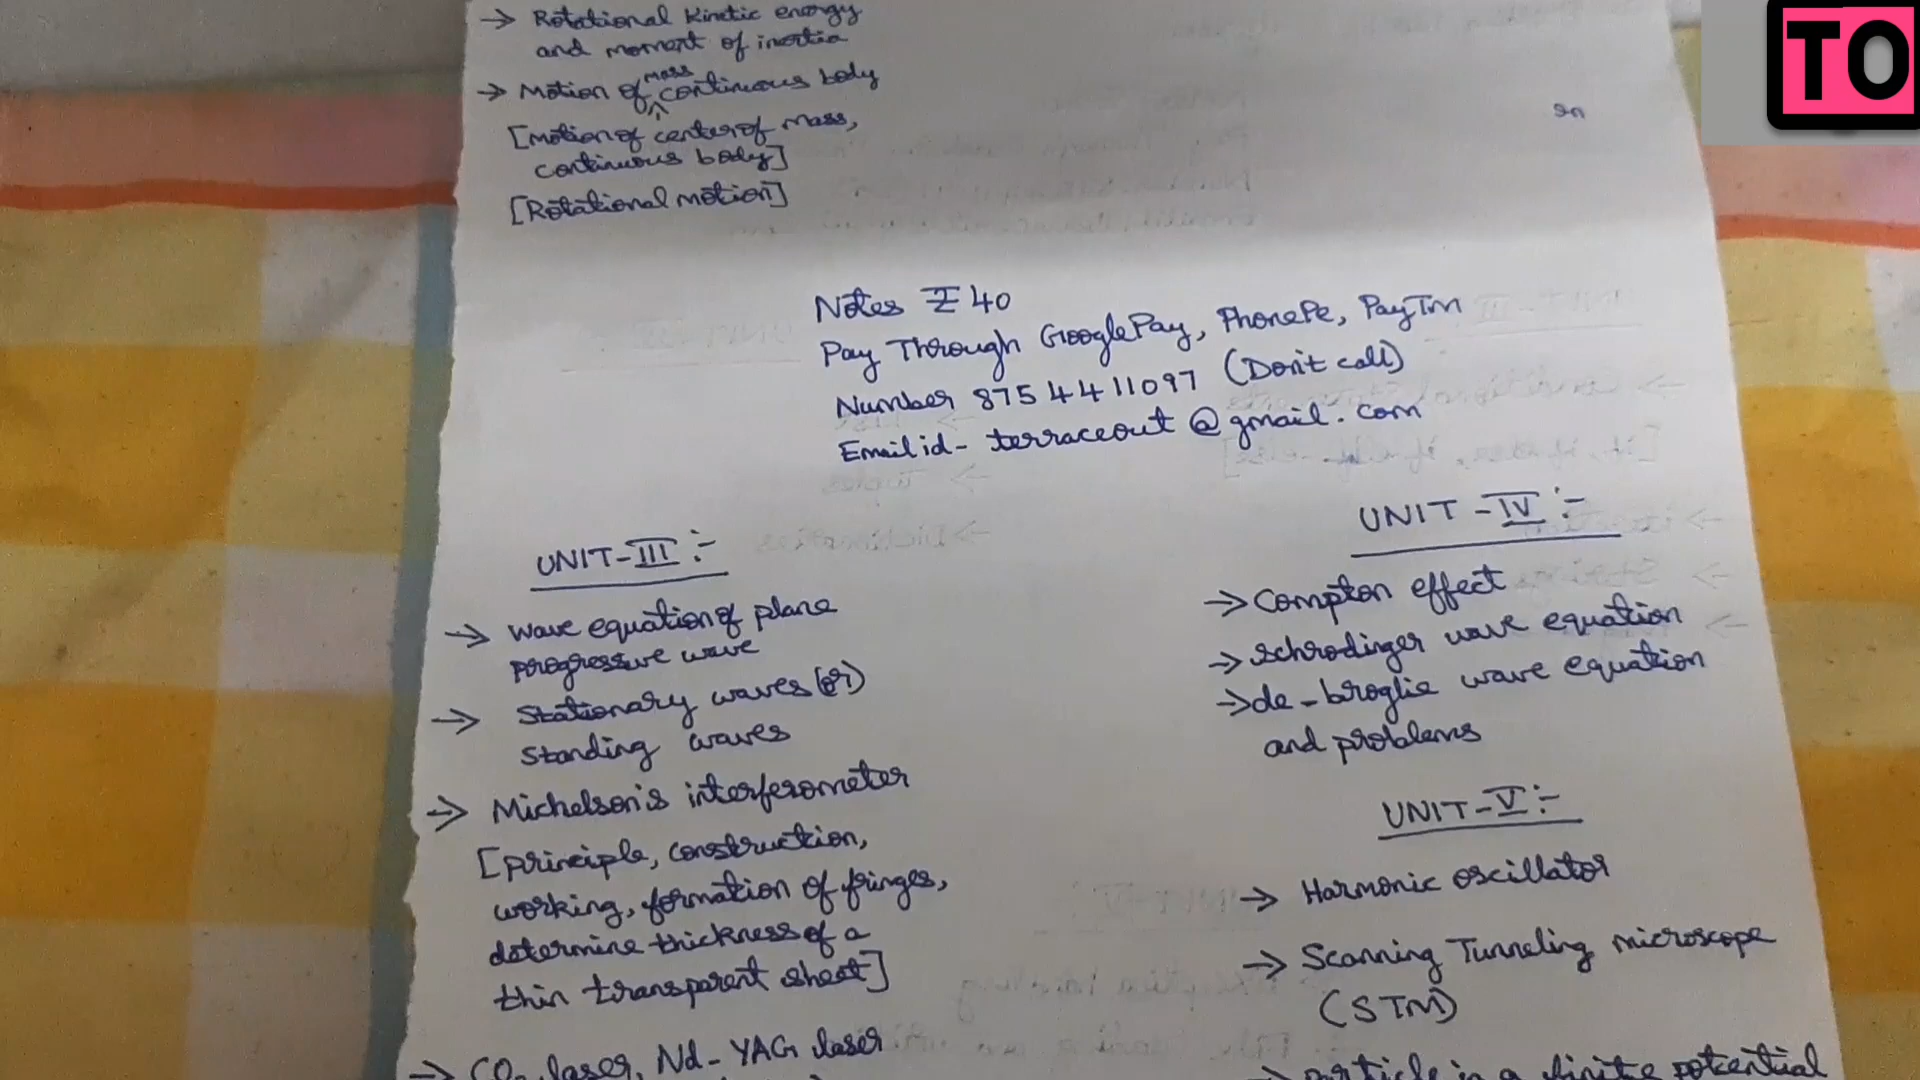 TO
→ Rotational Kinetic energy
and moment of inertia
→ Motion of mass continuous body
[Motion of center of mass,
continuous body]
[Rotational motion]
Notes ₹ 40
Pay Through GooglePay, PhonePe, PayTm
Number 8754411097 (Don't call)
Email id - terraceout@gmail.com
UNIT-III :-
→ wave equation of plane
progressive wave
→ Stationary waves (or)
Standing waves
→ Michelson's interferometer
[principle, construction,
working, formation of fringes,
determine thickness of a
thin transparent sheet]
→ CO₂ laser, Nd-YAG laser
UNIT-IV :-
→ Compton effect
→ schrodinger wave equation
→ de-broglie wave equation
and problems
UNIT-V :-
→ Harmonic oscillator
→ Scanning Tunneling microscope
(STM)
→ particle in a finite potential